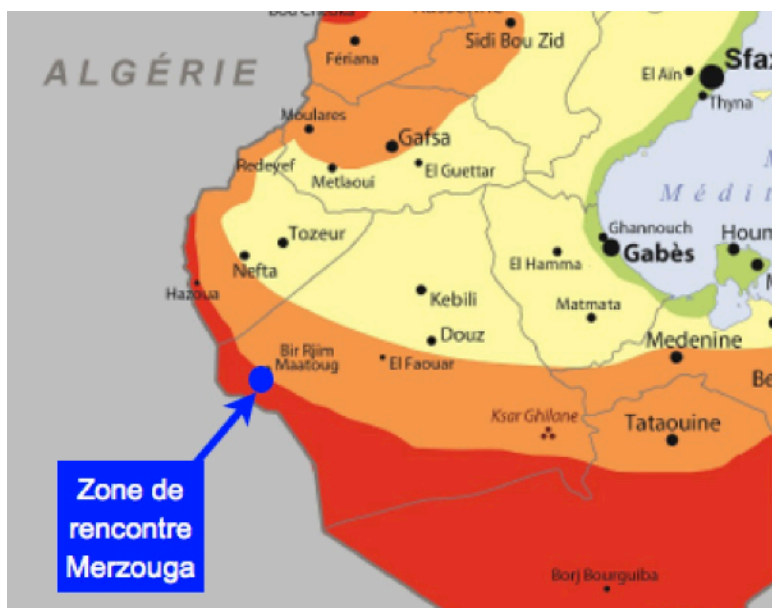 Fériana
Sidi Bou Zid
ALGÉRIE
El Aïn
Sfax
Thyna
Moulares
Gafsa
Redeyef
Metlaoui
El Guettar
Médit
Ghannouch
Tozeur
Houm
Gabès
Nefta
El Hamma
Hazoua
Kebili
Matmata
Douz
Medenine
Bir Rjim
Maatoug
El Faouar
Be
Ksar Ghilane
Tataouine
Zone de
rencontre
Merzouga
Borj Bourguiba